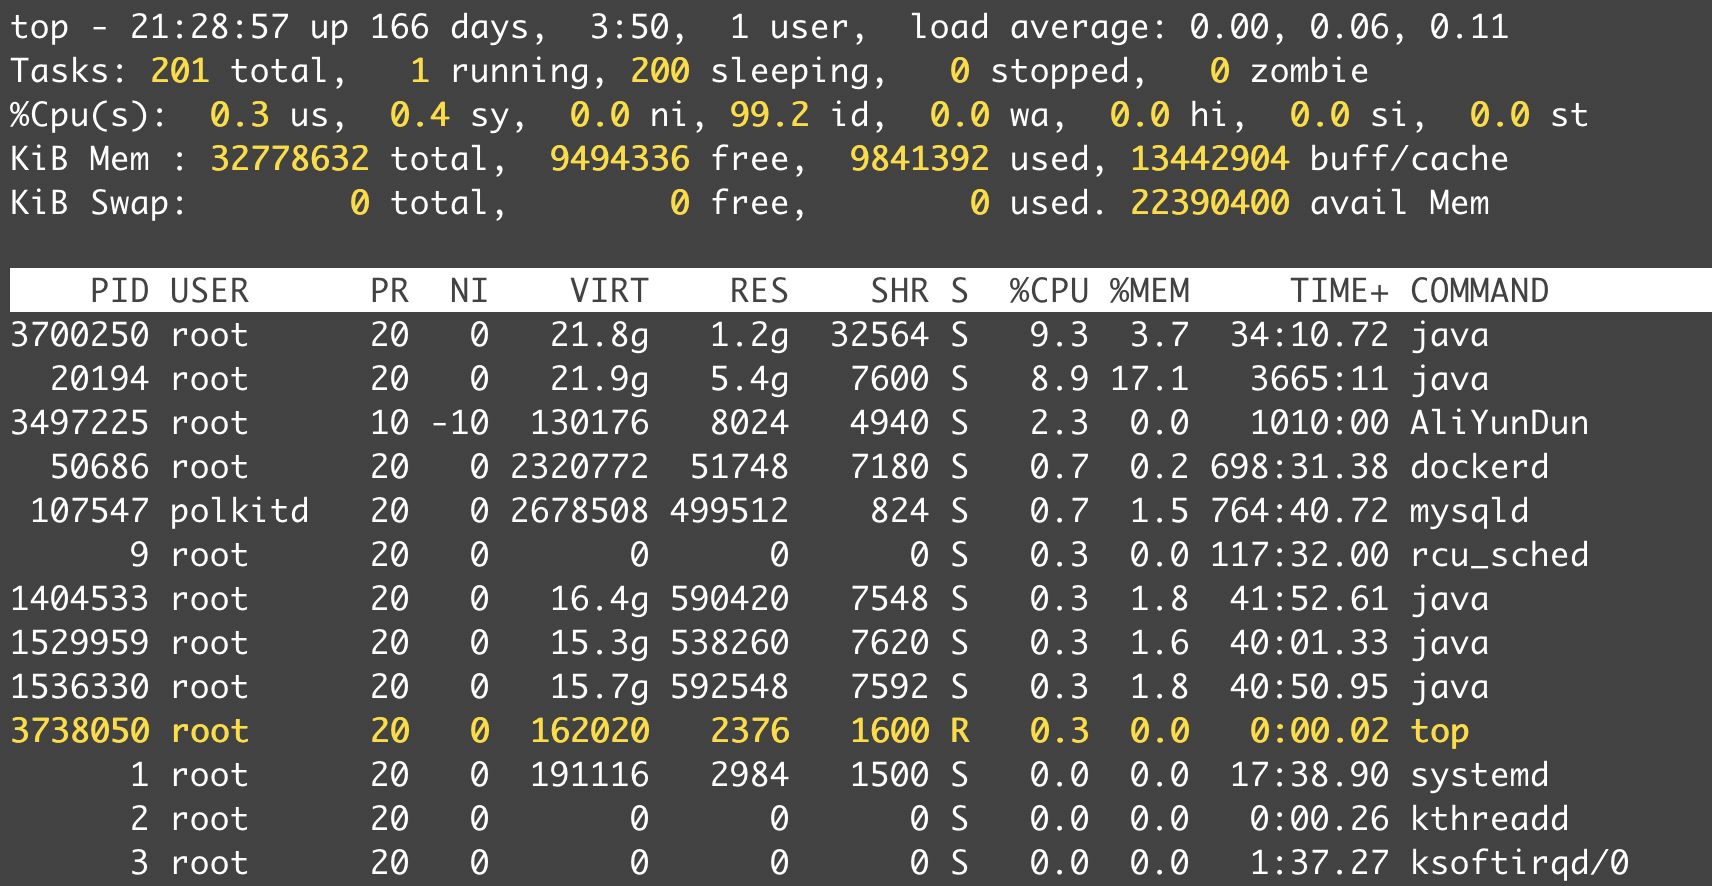 top - 21:28:57 up 166 days,  3:50,  1 user,  load average: 0.00, 0.06, 0.11
Tasks: 201 total,   1 running, 200 sleeping,   0 stopped,   0 zombie
%Cpu(s):  0.3 us,  0.4 sy,  0.0 ni, 99.2 id,  0.0 wa,  0.0 hi,  0.0 si,  0.0 st
KiB Mem : 32778632 total,  9494336 free,  9841392 used, 13442904 buff/cache
KiB Swap:        0 total,        0 free,        0 used. 22390400 avail Mem
    PID USER      PR  NI    VIRT    RES    SHR S  %CPU %MEM     TIME+ COMMAND
3700250 root      20   0   21.8g   1.2g  32564 S   9.3  3.7  34:10.72 java
  20194 root      20   0   21.9g   5.4g   7600 S   8.9 17.1   3665:11 java
3497225 root      10 -10  130176   8024   4940 S   2.3  0.0   1010:00 AliYunDun
  50686 root      20   0 2320772  51748   7180 S   0.7  0.2 698:31.38 dockerd
 107547 polkitd   20   0 2678508 499512    824 S   0.7  1.5 764:40.72 mysqld
      9 root      20   0       0      0      0 S   0.3  0.0 117:32.00 rcu_sched
1404533 root      20   0   16.4g 590420   7548 S   0.3  1.8  41:52.61 java
1529959 root      20   0   15.3g 538260   7620 S   0.3  1.6  40:01.33 java
1536330 root      20   0   15.7g 592548   7592 S   0.3  1.8  40:50.95 java
3738050 root      20   0  162020   2376   1600 R   0.3  0.0   0:00.02 top
      1 root      20   0  191116   2984   1500 S   0.0  0.0  17:38.90 systemd
      2 root      20   0       0      0      0 S   0.0  0.0   0:00.26 kthreadd
      3 root      20   0       0      0      0 S   0.0  0.0   1:37.27 ksoftirqd/0